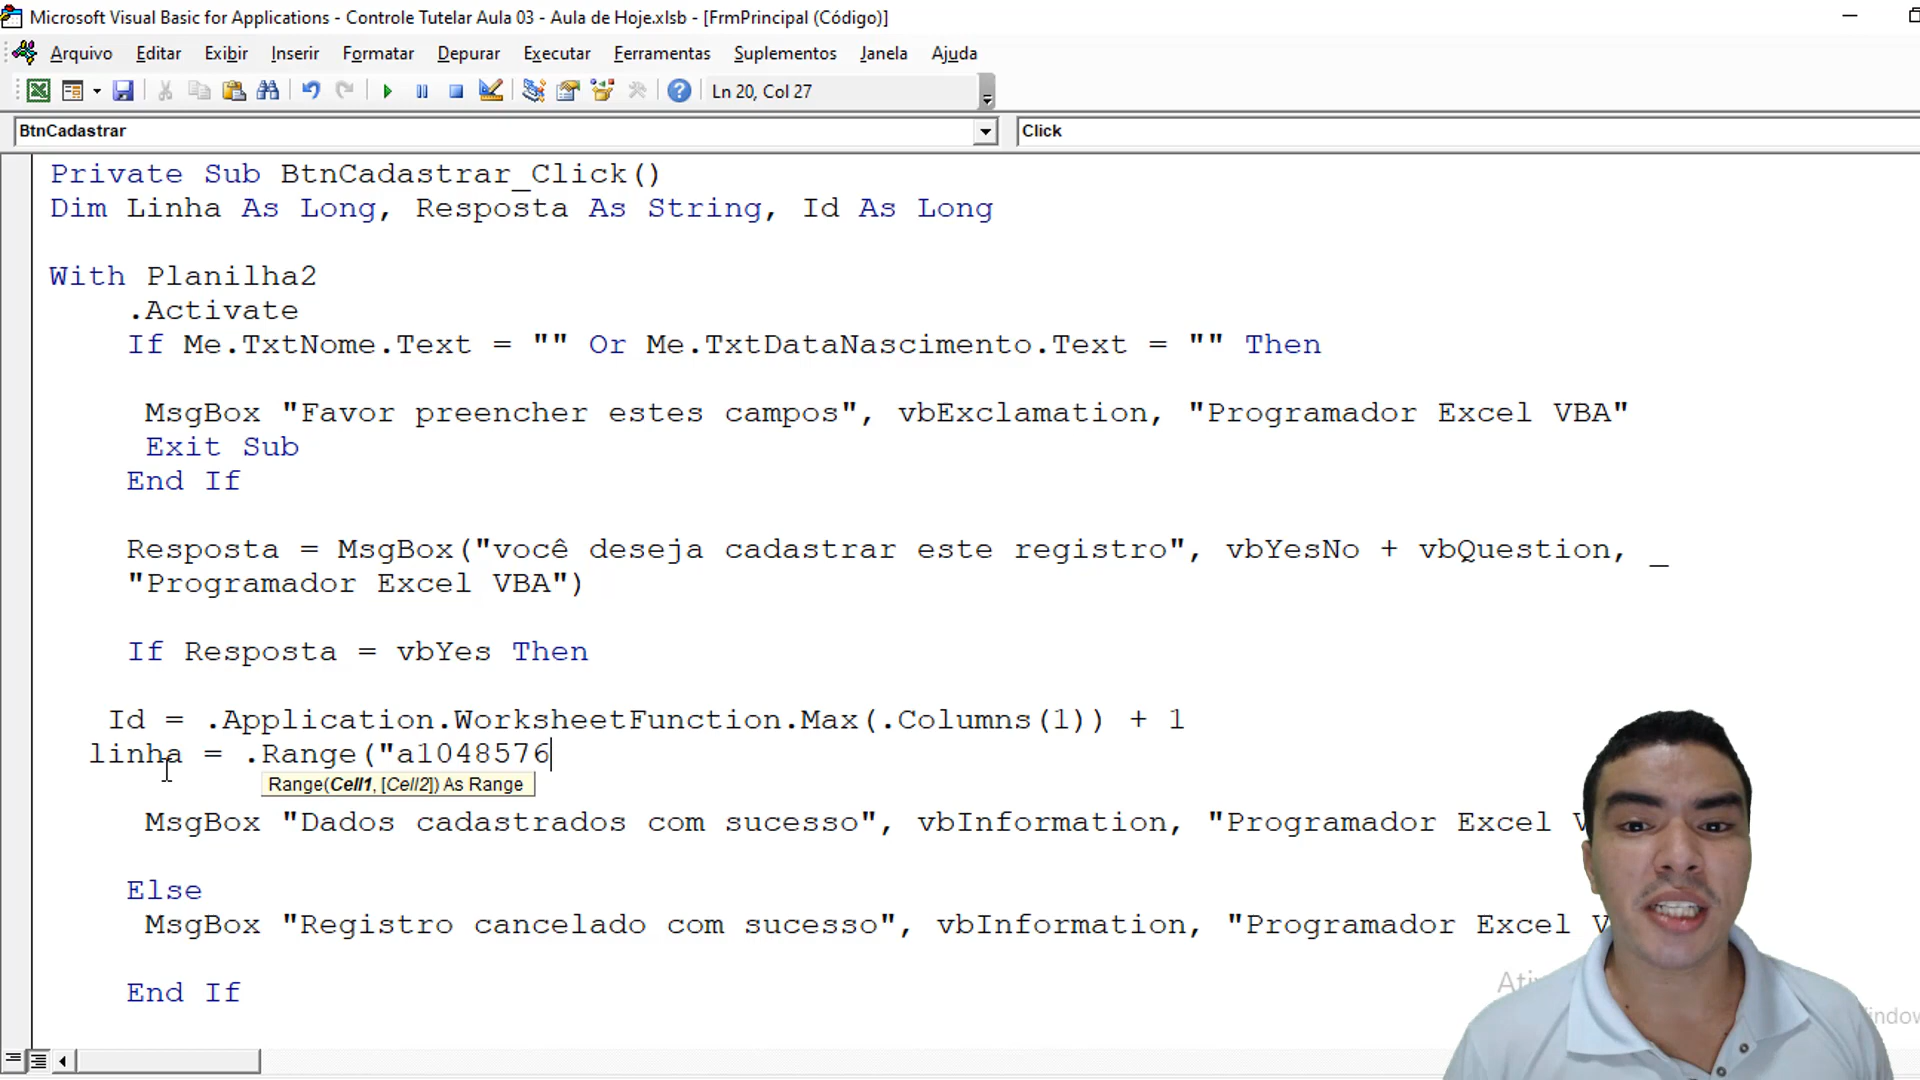 Microsoft Visual Basic for Applications - Controle Tutelar Aula 03 - Aula de Hoje.xlsb - [FrmPrincipal (Código)]
Arquivo Editar Exibir Inserir Formatar Depurar Executar Ferramentas Suplementos Janela Ajuda
Ln 20, Col 27
BtnCadastrar Click
Private Sub BtnCadastrar_Click()
Dim Linha As Long, Resposta As String, Id As Long
With Planilha2
.Activate
If Me.TxtNome.Text = "" Or Me.TxtDataNascimento.Text = "" Then
MsgBox "Favor preencher estes campos", vbExclamation, "Programador Excel VBA"
Exit Sub
End If
Resposta = MsgBox("você deseja cadastrar este registro", vbYesNo + vbQuestion, _
"Programador Excel VBA")
If Resposta = vbYes Then
Id = .Application.WorksheetFunction.Max(.Columns(1)) + 1
linha = .Range("a1048576
Range(Cell1, [Cell2]) As Range
MsgBox "Dados cadastrados com sucesso", vbInformation, "Programador Excel
Else
MsgBox "Registro cancelado com sucesso", vbInformation, "Programador Excel
End If